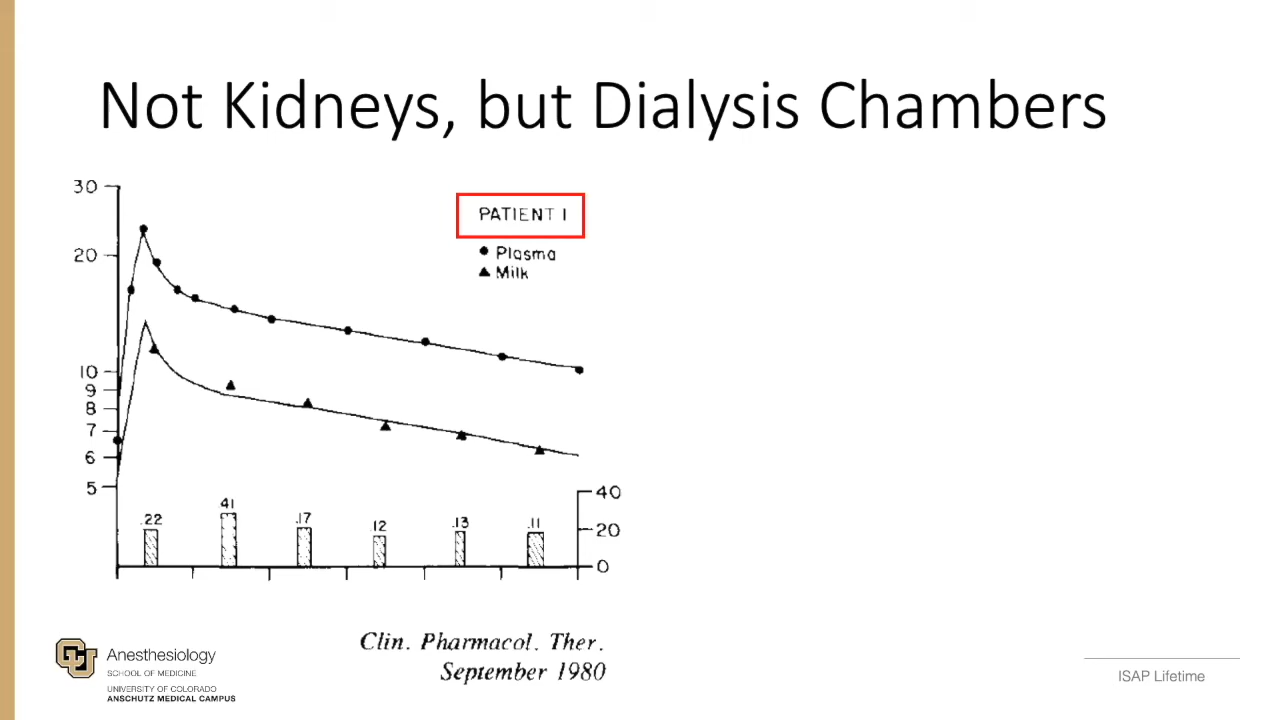 Not Kidneys, but Dialysis Chambers
30
20
10
9
8
7
6
5
PATIENT I
Plasma
Milk
.22
41
.17
12
.13
.11
40
20
0
Clin. Pharmacol. Ther.
September 1980
CU
Anesthesiology
SCHOOL OF MEDICINE
UNIVERSITY OF COLORADO
ANSCHUTZ MEDICAL CAMPUS
ISAP Lifetime